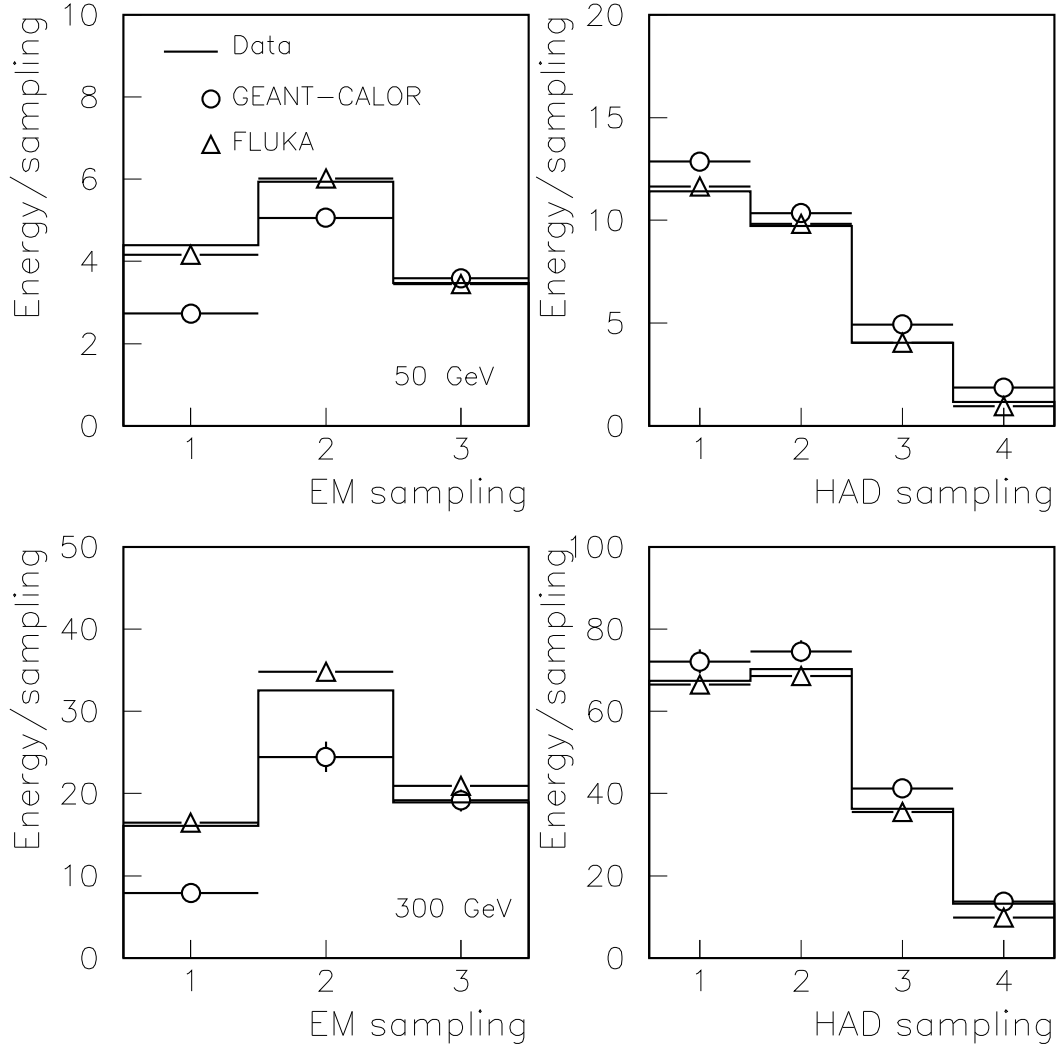 Energy/sampling
10
8
6
4
2
0
Data
GEANT−CALOR
FLUKA
50 GeV
1 2 3
EM sampling
Energy/sampling
20
15
10
5
0
1 2 3 4
HAD sampling
Energy/sampling
50
40
30
20
10
0
300 GeV
1 2 3
EM sampling
Energy/sampling
100
80
60
40
20
0
1 2 3 4
HAD sampling